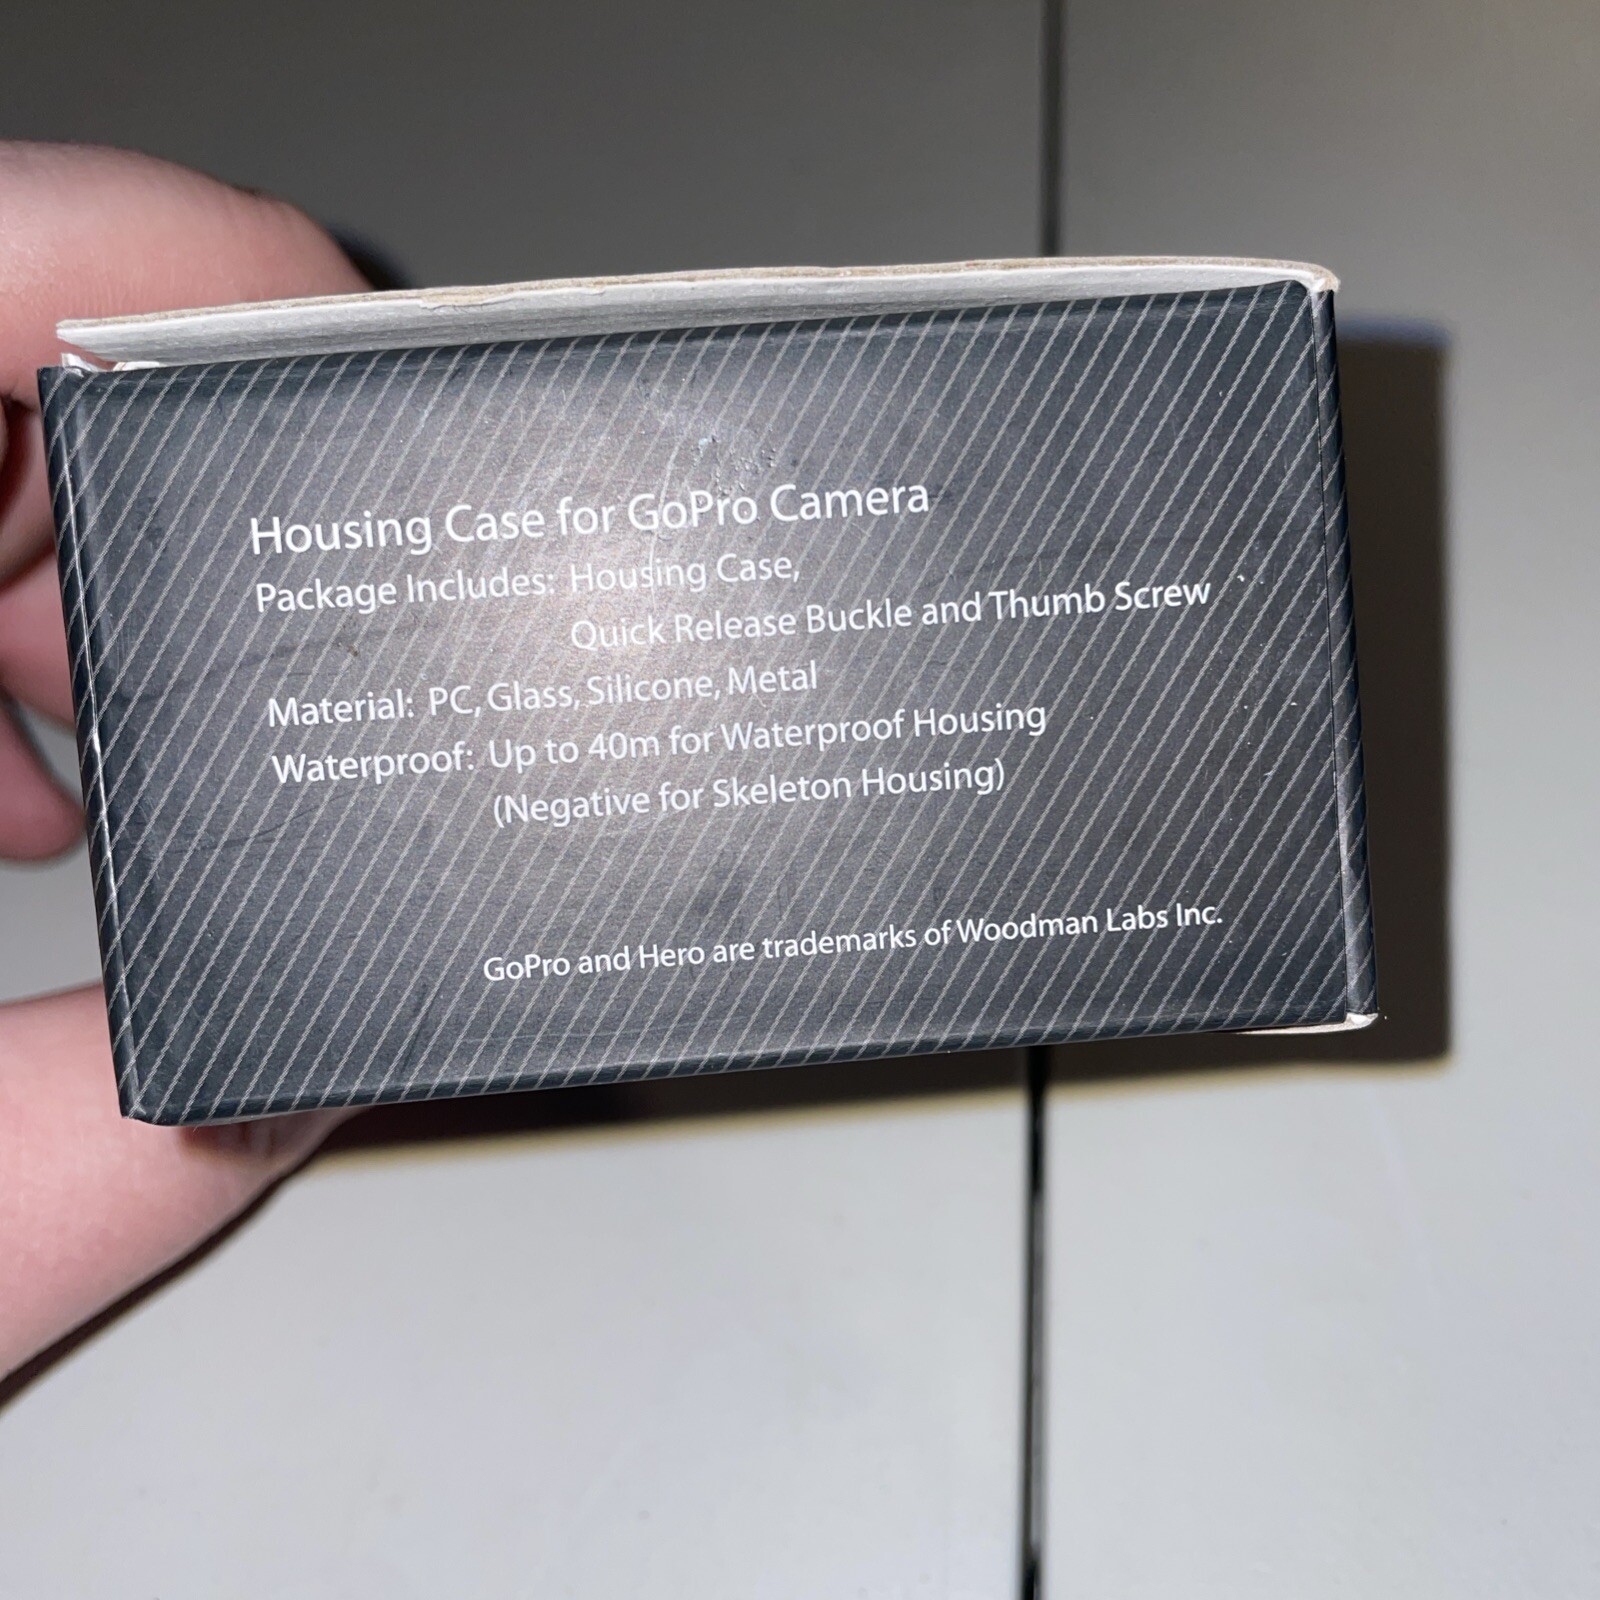 Housing Case for GoPro Camera
Package Includes: Housing Case,
Quick Release Buckle and Thumb Screw
Material: PC, Glass, Silicone, Metal
Waterproof: Up to 40m for Waterproof Housing
(Negative for Skeleton Housing)
GoPro and Hero are trademarks of Woodman Labs Inc.